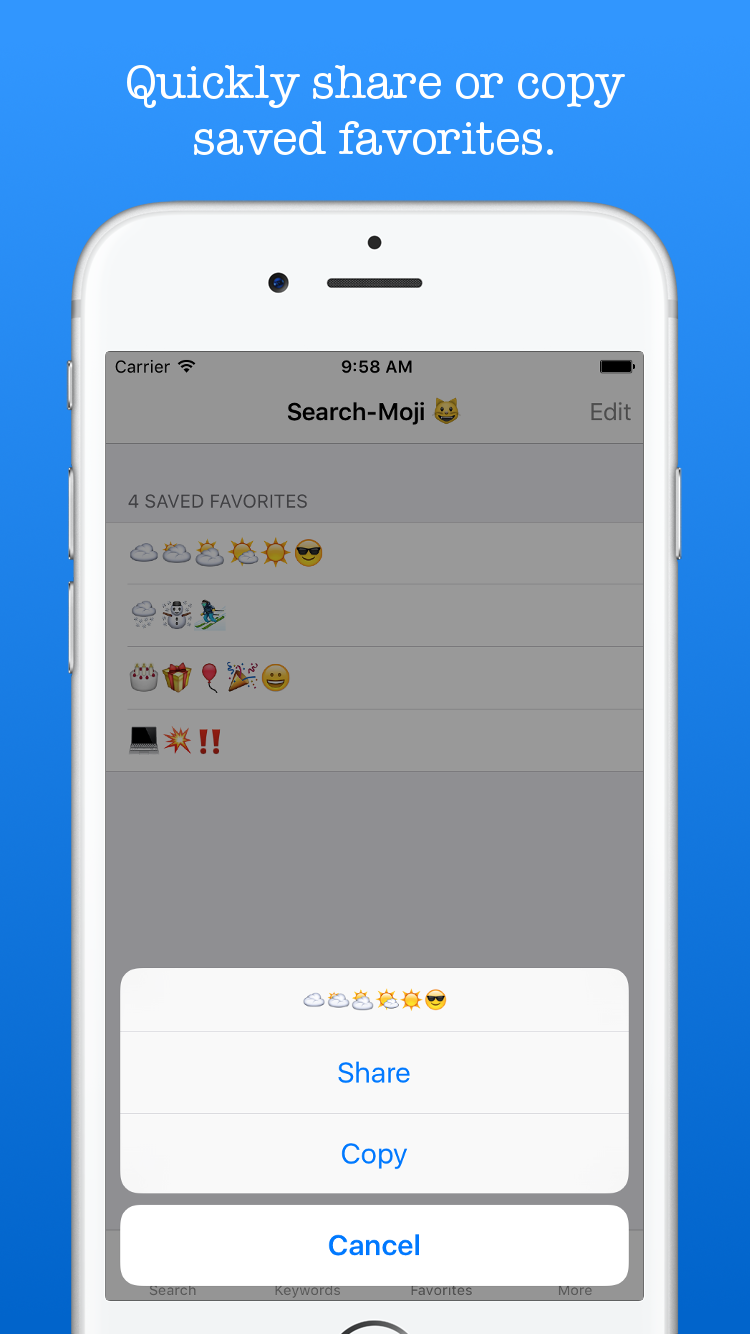 Quickly share or copy
saved favorites.
Carrier 9:58 AM
Search-Moji 😺 Edit
4 SAVED FAVORITES
☁️🌥⛅️🌤☀️😎
🌨☃️⛷
🎂🎁🎈🎉😀
💻💥‼️
☁️🌥⛅️🌤☀️😎
Share
Copy
Cancel
Search Keywords Favorites More